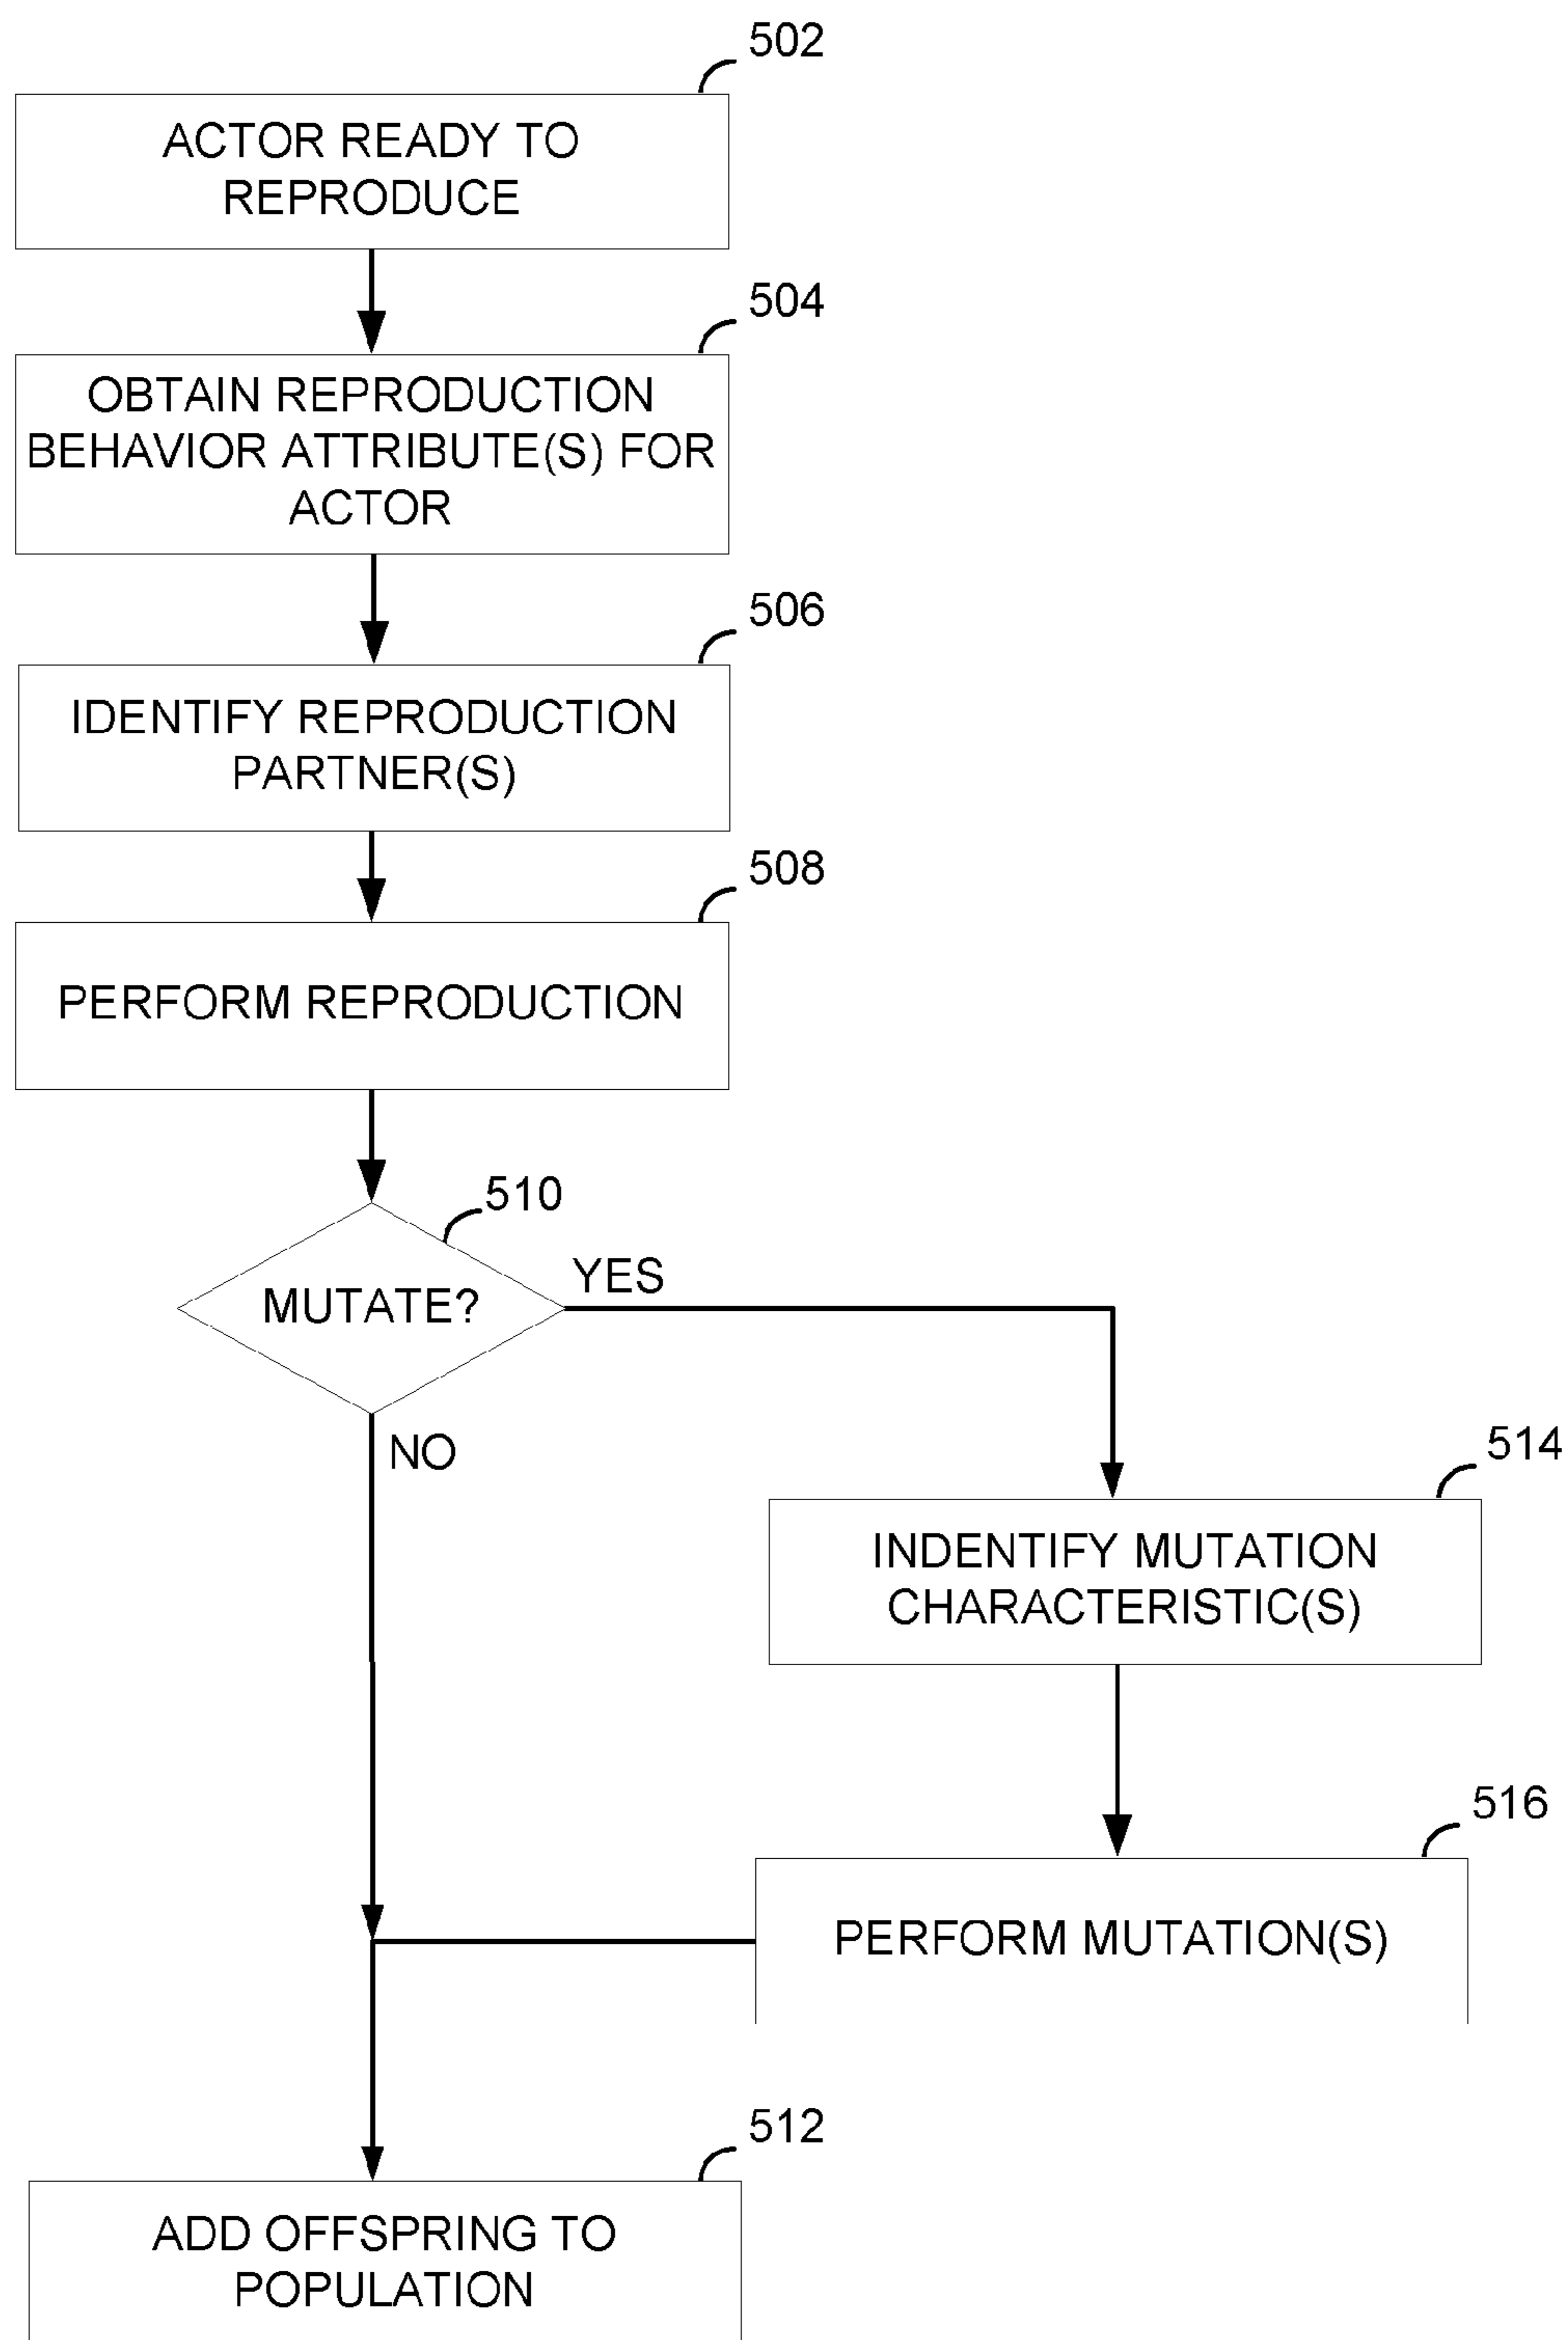 502
ACTOR READY TO
REPRODUCE
504
OBTAIN REPRODUCTION
BEHAVIOR ATTRIBUTE(S) FOR
ACTOR
506
IDENTIFY REPRODUCTION
PARTNER(S)
508
PERFORM REPRODUCTION
510
MUTATE?
YES
NO
514
INDENTIFY MUTATION
CHARACTERISTIC(S)
516
PERFORM MUTATION(S)
512
ADD OFFSPRING TO
POPULATION